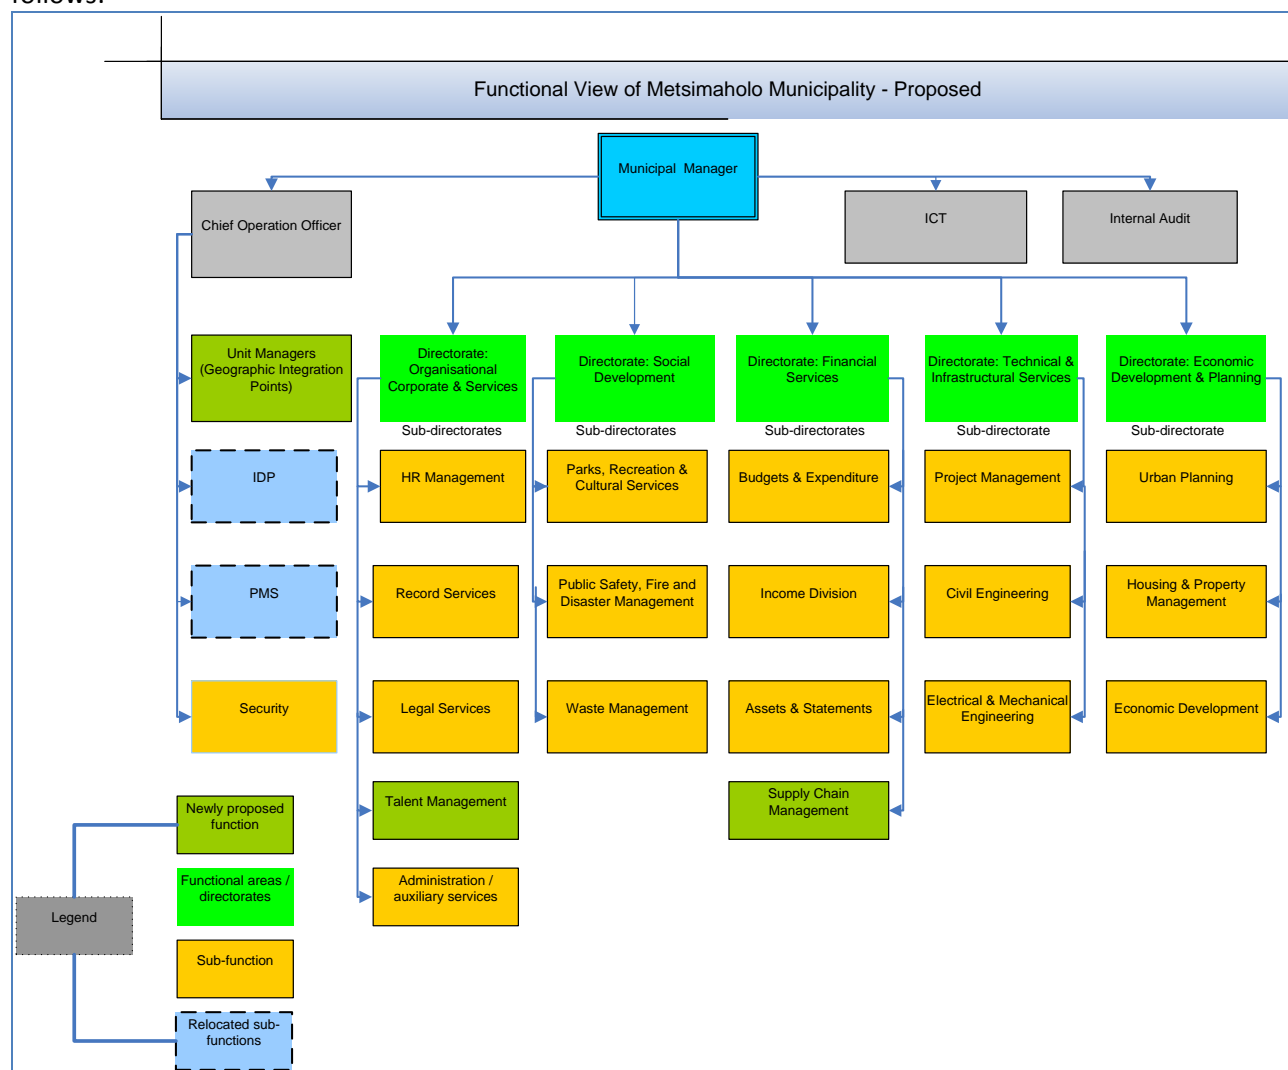 follows:
Functional View of Metsimaholo Municipality - Proposed
Municipal Manager
Chief Operation Officer
ICT
Internal Audit
Unit Managers
(Geographic Integration
Points)
Directorate:
Organisational
Corporate & Services
Directorate: Social
Development
Directorate: Financial
Services
Directorate: Technical &
Infrastructural Services
Directorate: Economic
Development & Planning
Sub-directorates
Sub-directorates
Sub-directorates
Sub-directorate
Sub-directorate
IDP
HR Management
Parks, Recreation &
Cultural Services
Budgets & Expenditure
Project Management
Urban Planning
PMS
Record Services
Public Safety, Fire and
Disaster Management
Income Division
Civil Engineering
Housing & Property
Management
Security
Legal Services
Waste Management
Assets & Statements
Electrical & Mechanical
Engineering
Economic Development
Talent Management
Supply Chain
Management
Administration /
auxiliary services
Legend
Newly proposed
function
Functional areas /
directorates
Sub-function
Relocated sub-
functions